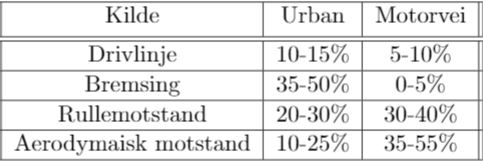 Kilde Urban Motorvei
Drivlinje 10-15% 5-10%
Bremsing 35-50% 0-5%
Rullemotstand 20-30% 30-40%
Aerodymaisk motstand 10-25% 35-55%